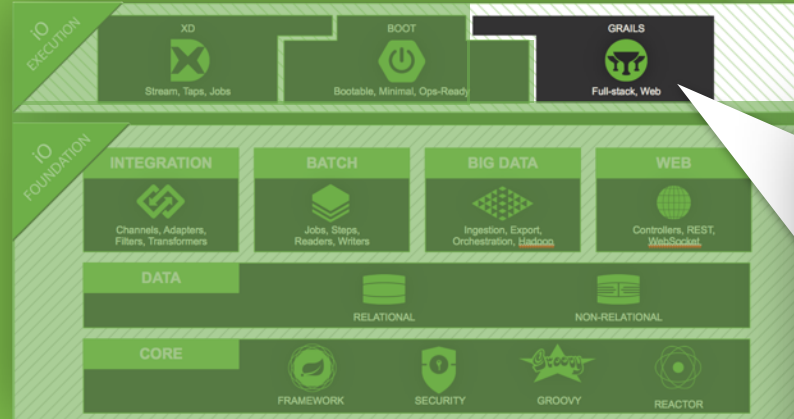 iO
EXECUTION
XD
Stream, Taps, Jobs
BOOT
Bootable, Minimal, Ops-Ready
GRAILS
Full-stack, Web
iO
FOUNDATION
INTEGRATION
Channels, Adapters,
Filters, Transformers
BATCH
Jobs, Steps,
Readers, Writers
BIG DATA
Ingestion, Export,
Orchestration, Hadoop
WEB
Controllers, REST,
WebSocket,
DATA
RELATIONAL
NON-RELATIONAL
CORE
FRAMEWORK
SECURITY
Groovy
GROOVY
REACTOR